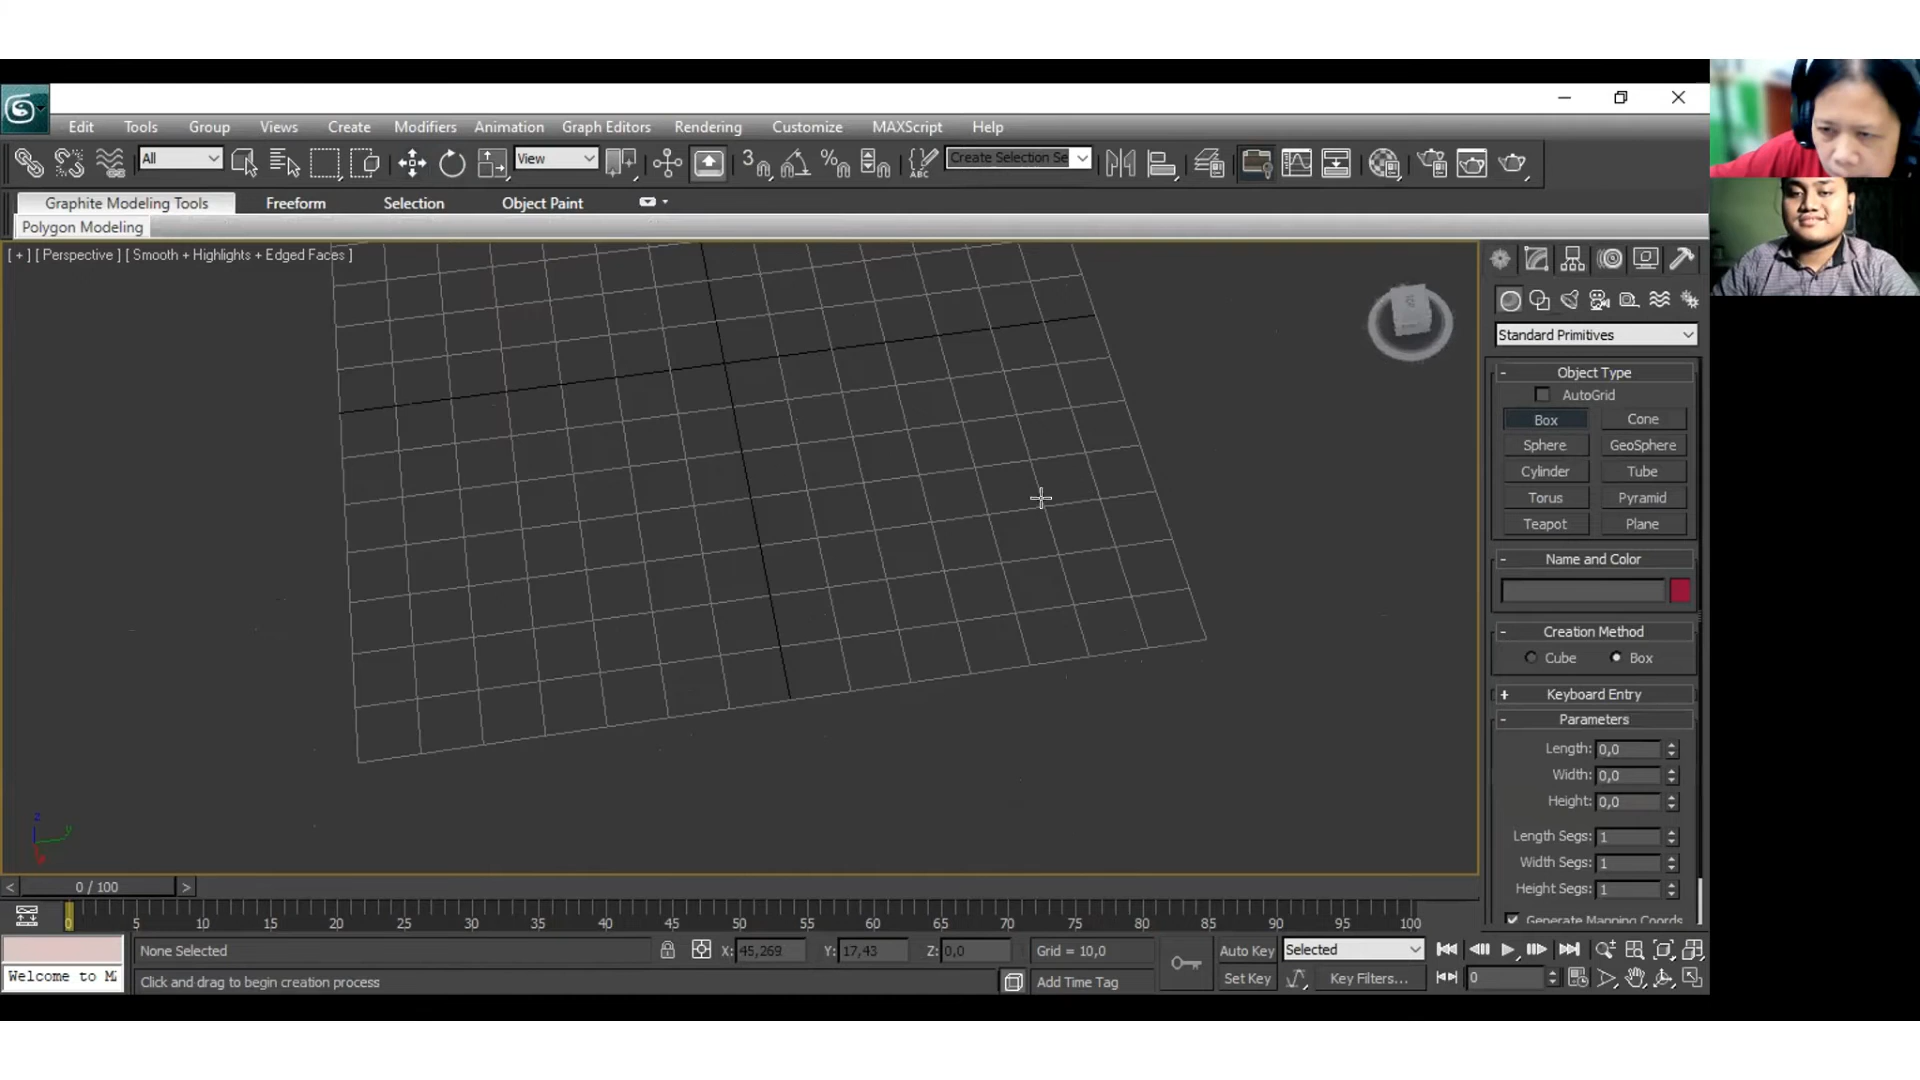 Edit Tools Group Views Create Modifiers Animation Graph Editors Rendering Customize MAXScript Help
All View 3 % ABC Create Selection Se
Graphite Modeling Tools Freeform Selection Object Paint
Polygon Modeling
[ + ] [ Perspective ] [ Smooth + Highlights + Edged Faces ]
Standard Primitives
- Object Type
AutoGrid
Box Cone
Sphere GeoSphere
Cylinder Tube
Torus Pyramid
Teapot Plane
- Name and Color
- Creation Method
Cube Box
+ Keyboard Entry
- Parameters
Length: 0,0
Width: 0,0
Height: 0,0
Length Segs: 1
Width Segs: 1
Height Segs: 1
Generate Mapping Coords
z
y
< 0 / 100 >
0 5 10 15 20 25 30 35 40 45 50 55 60 65 70 75 80 85 90 95 100
None Selected X: 45,269 Y: 17,43 Z: 0,0 Grid = 10,0 Auto Key Selected
Welcome to M Click and drag to begin creation process Add Time Tag Set Key Key Filters... 0